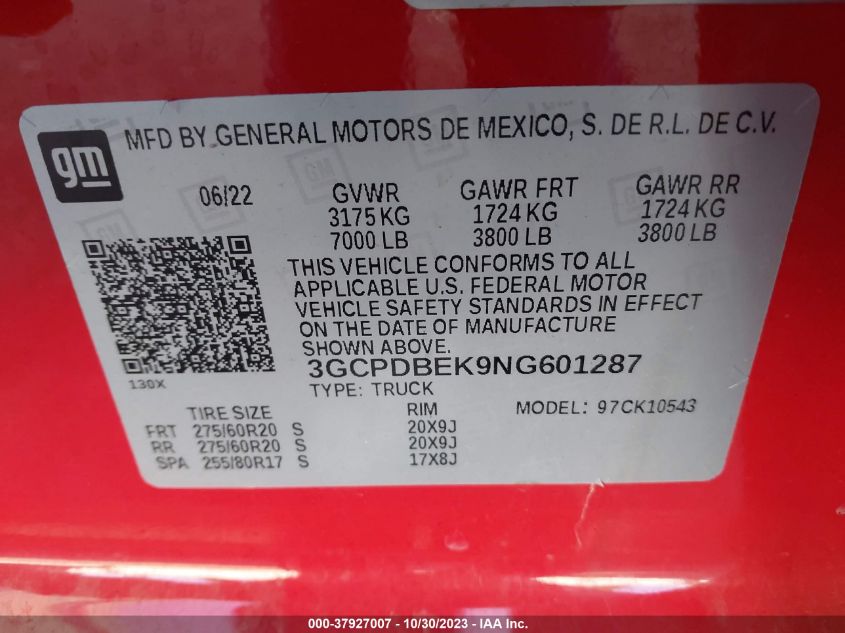 gm
MFD BY GENERAL MOTORS DE MEXICO, S. DE R.L. DE C.V.
06/22 GVWR GAWR FRT GAWR RR
3175 KG 1724 KG 1724 KG
7000 LB 3800 LB 3800 LB
THIS VEHICLE CONFORMS TO ALL
APPLICABLE U.S. FEDERAL MOTOR
VEHICLE SAFETY STANDARDS IN EFFECT
ON THE DATE OF MANUFACTURE
SHOWN ABOVE.
3GCPDBEK9NG601287
130X TYPE: TRUCK
TIRE SIZE RIM MODEL: 97CK10543
FRT 275/60R20 S 20X9J
RR 275/60R20 S 20X9J
SPA 255/80R17 S 17X8J
000-37927007 - 10/30/2023 - IAA Inc.